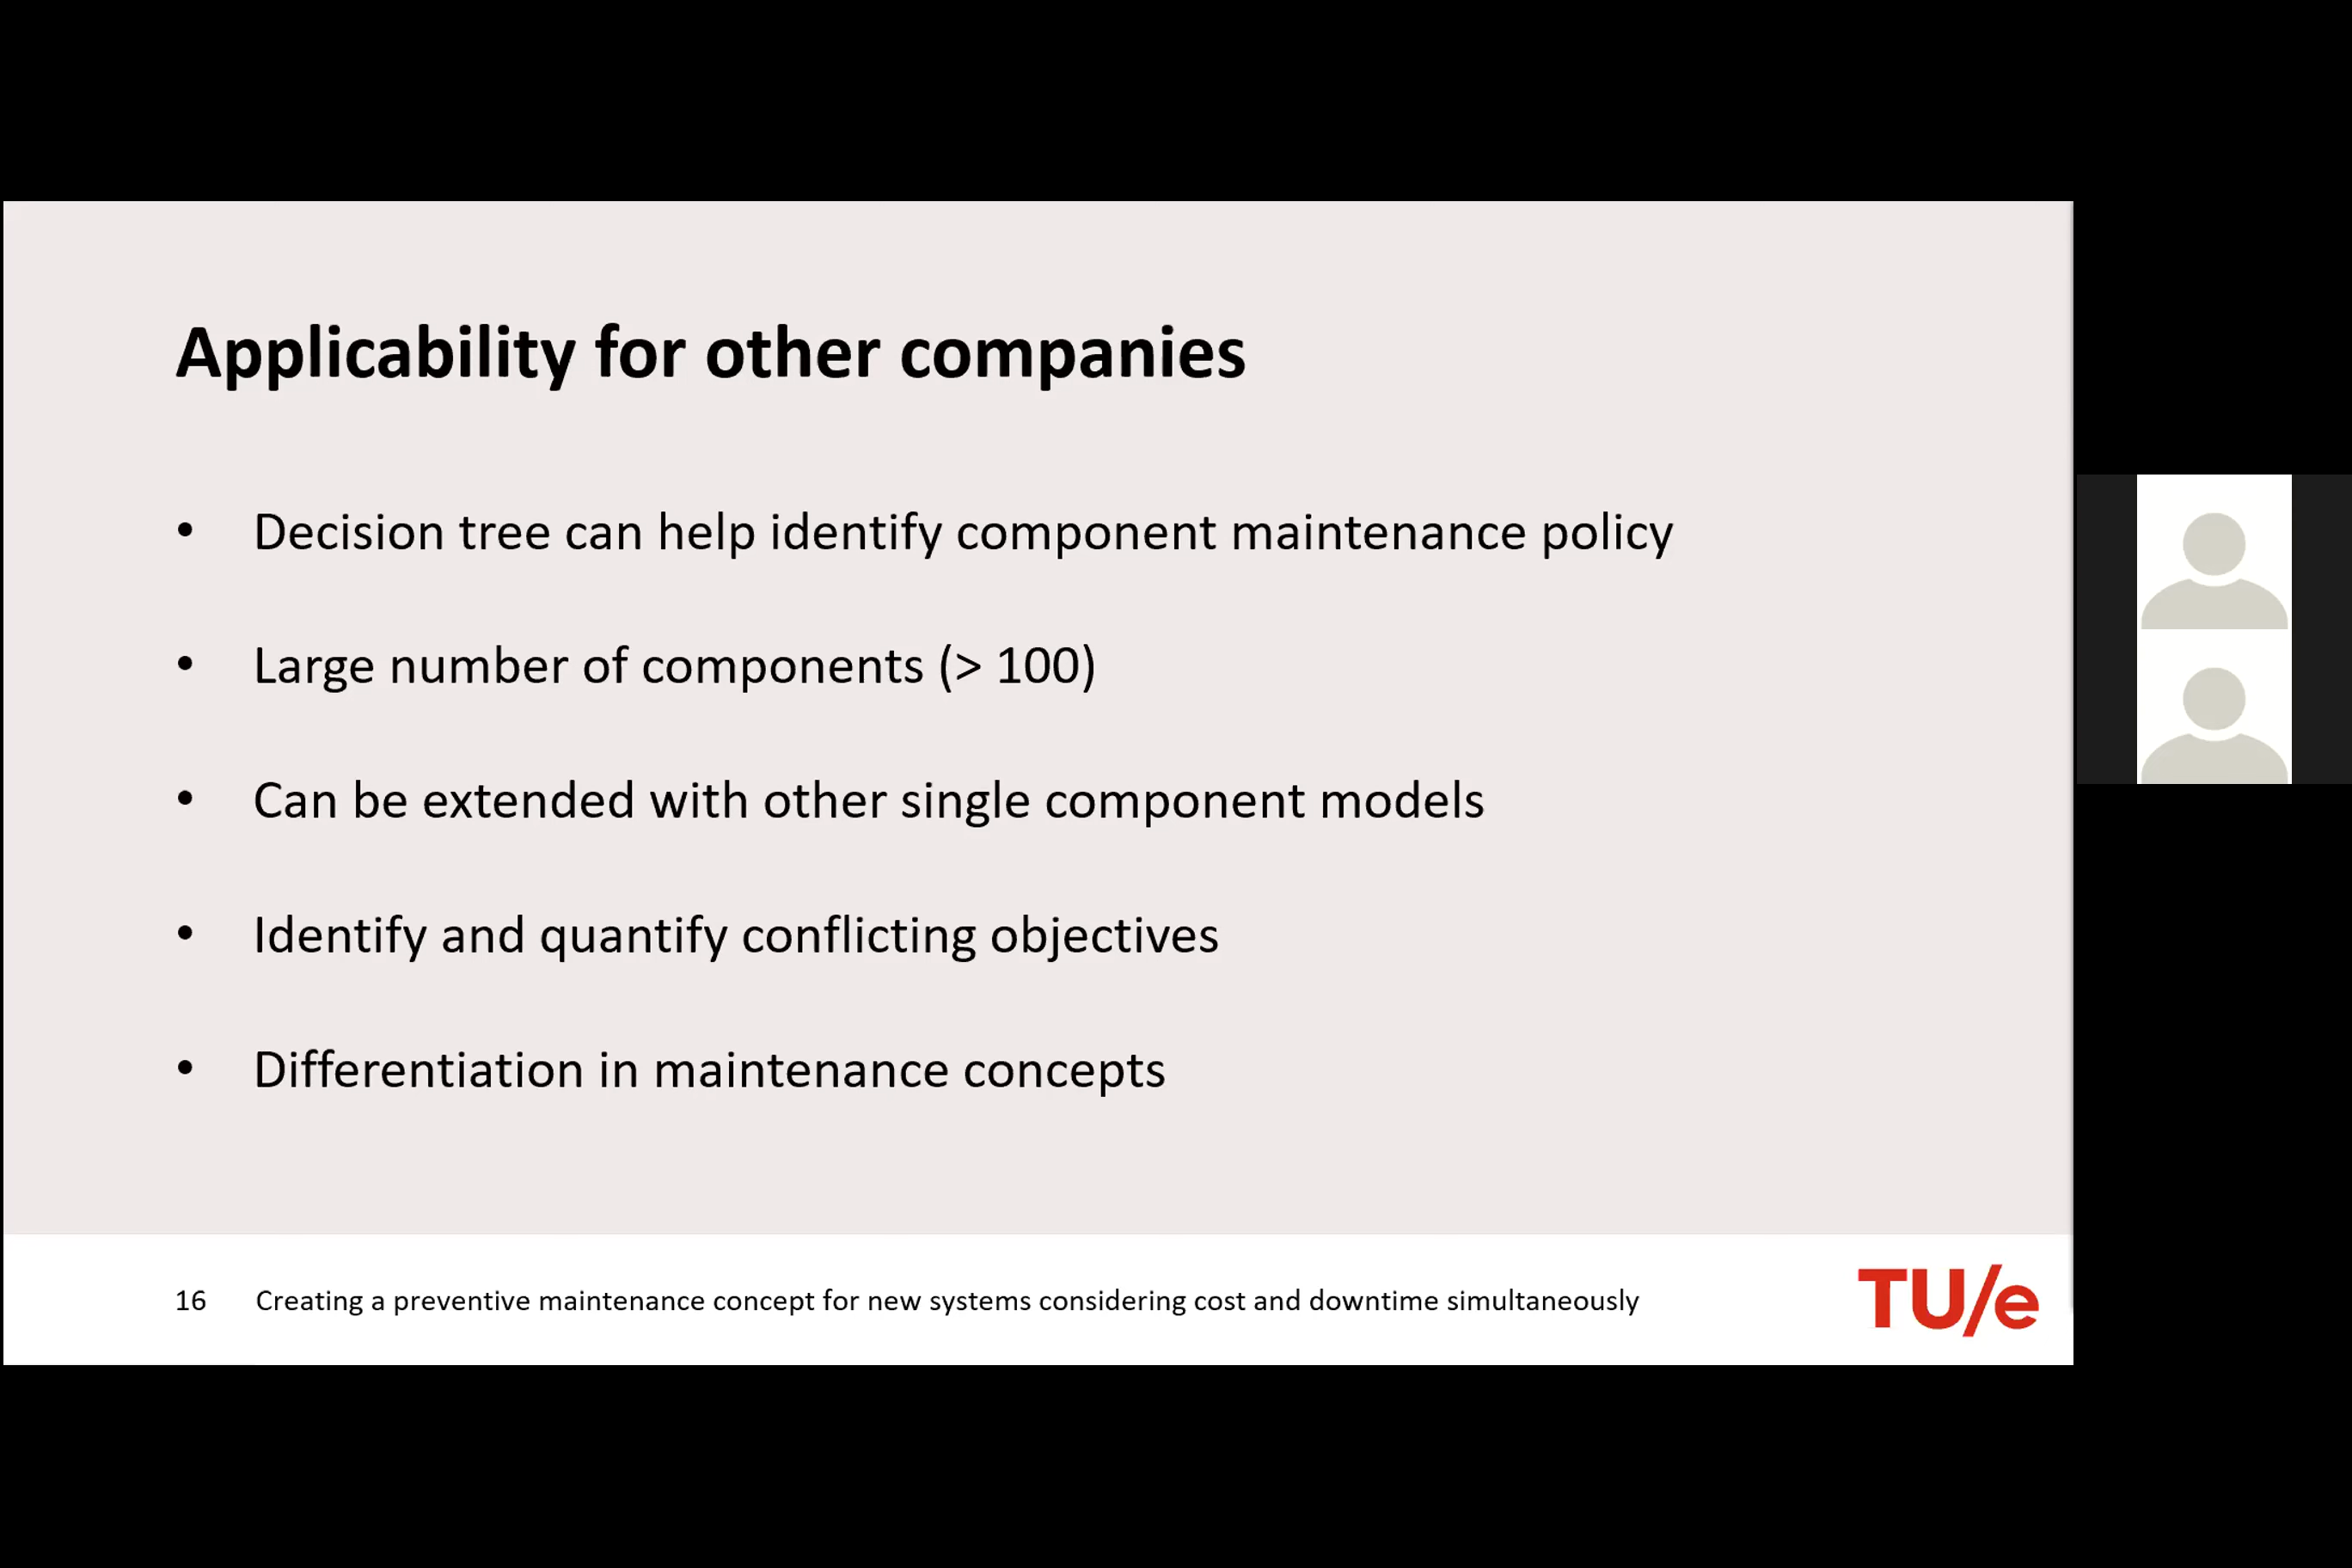 Applicability for other companies
• Decision tree can help identify component maintenance policy
• Large number of components (> 100)
• Can be extended with other single component models
• Identify and quantify conflicting objectives
• Differentiation in maintenance concepts
16 Creating a preventive maintenance concept for new systems considering cost and downtime simultaneously
TU/e